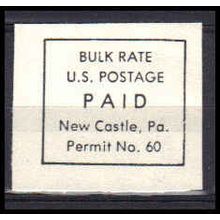 BULK RATE
U.S. POSTAGE
PAID
New Castle, Pa.
Permit No. 60